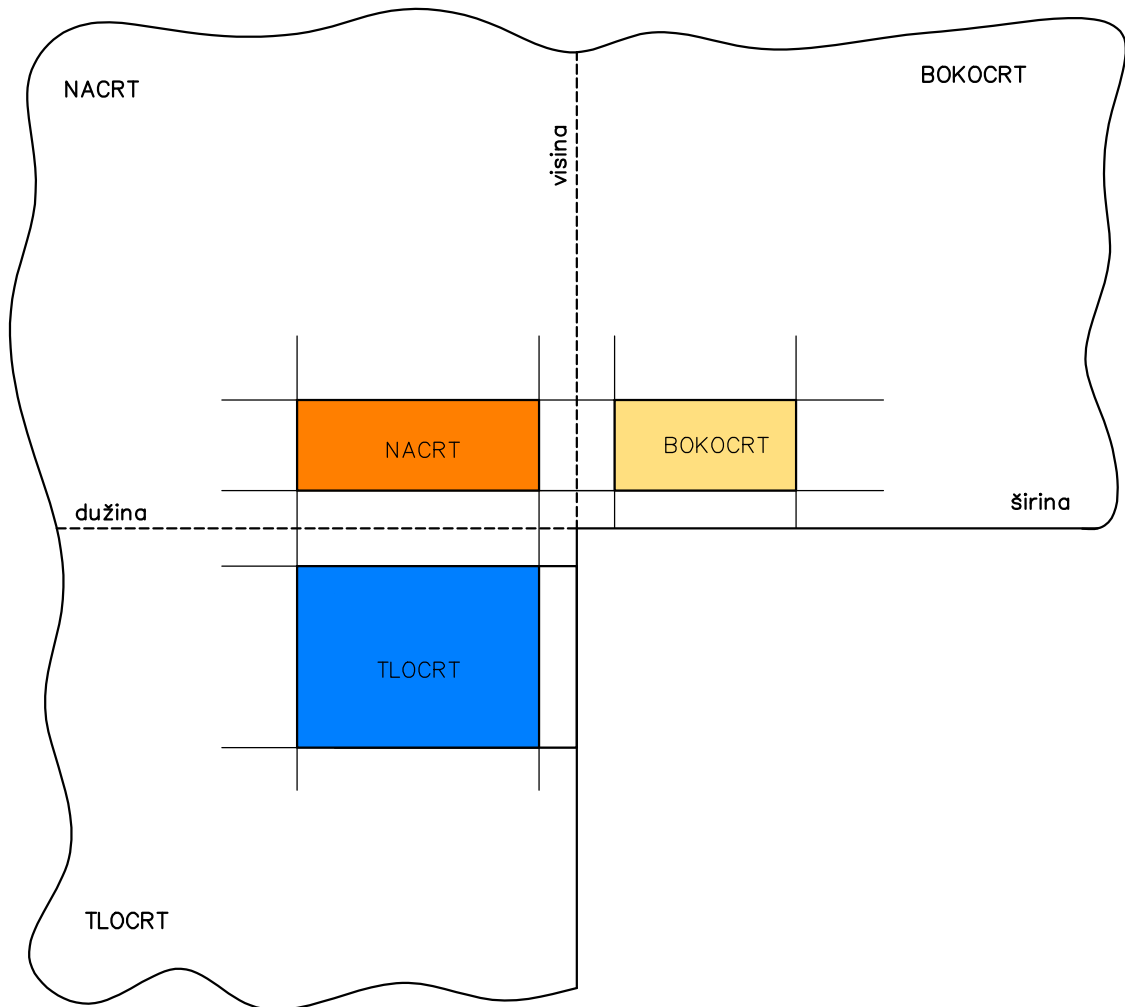 NACRT
BOKOCRT
visina
NACRT
BOKOCRT
dužina
širina
TLOCRT
TLOCRT